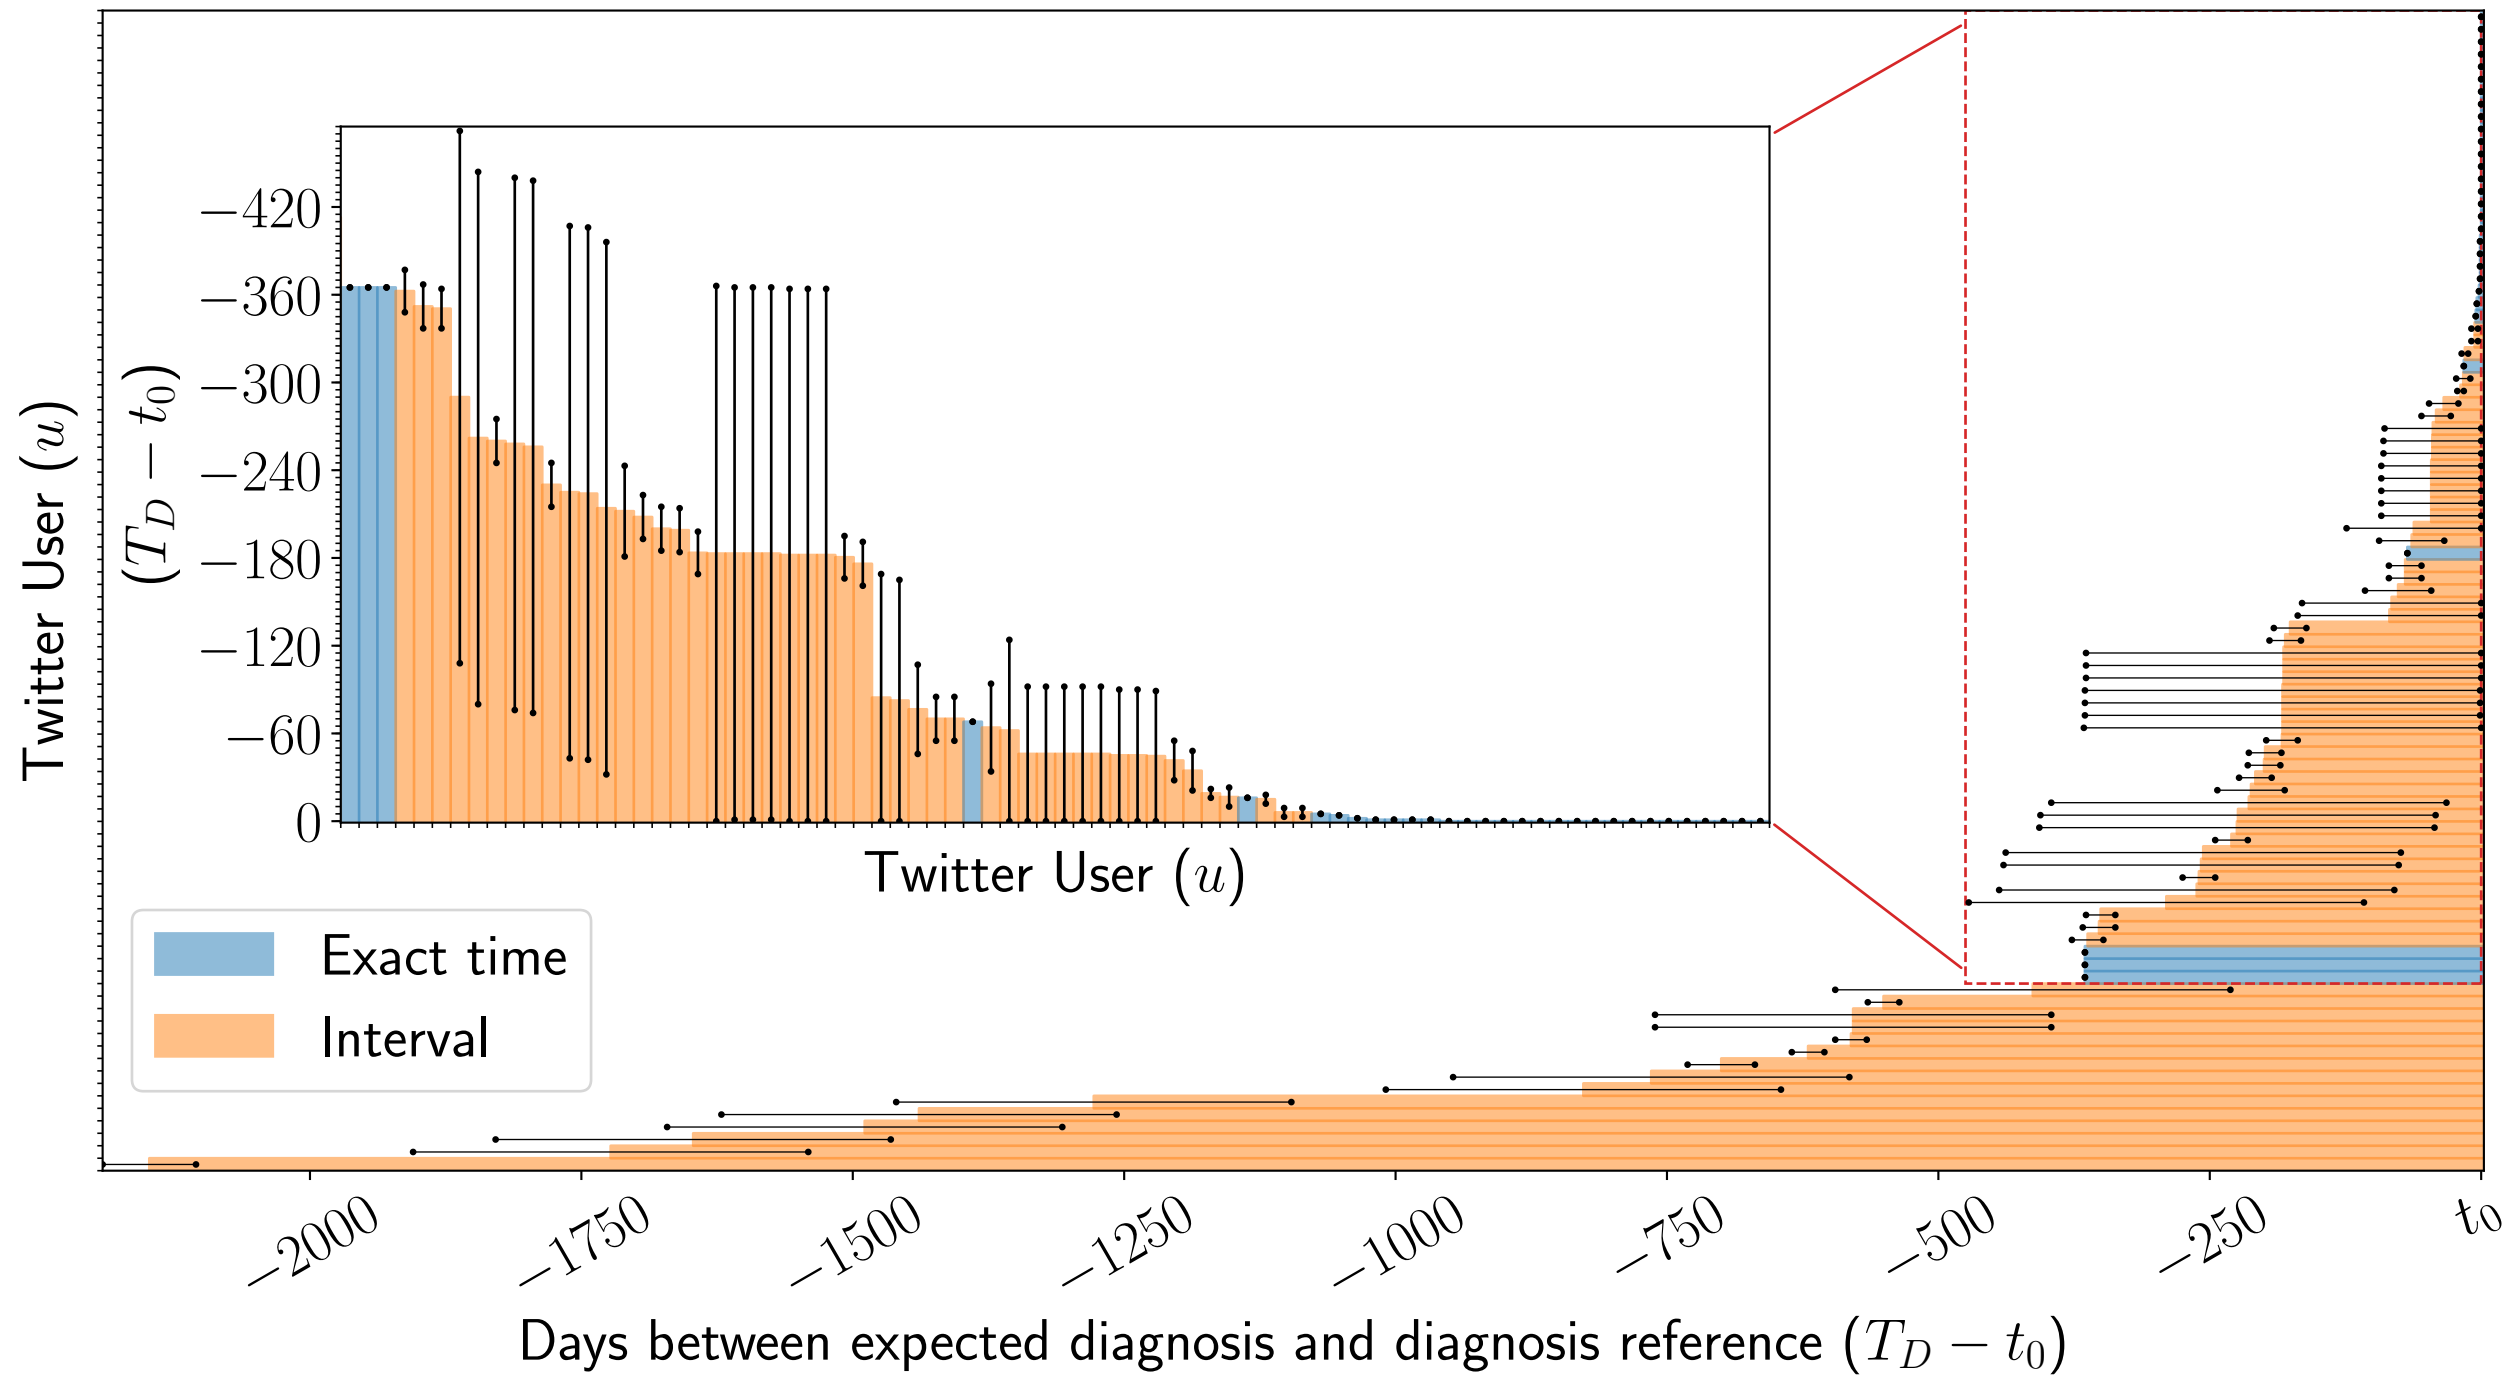 Twitter User (u)
(T_D − t_0)
−420
−360
−300
−240
−180
−120
−60
0
Twitter User (u)
Exact time
Interval
−2000
−1750
−1500
−1250
−1000
−750
−500
−250
t_0
Days between expected diagnosis and diagnosis reference (T_D − t_0)